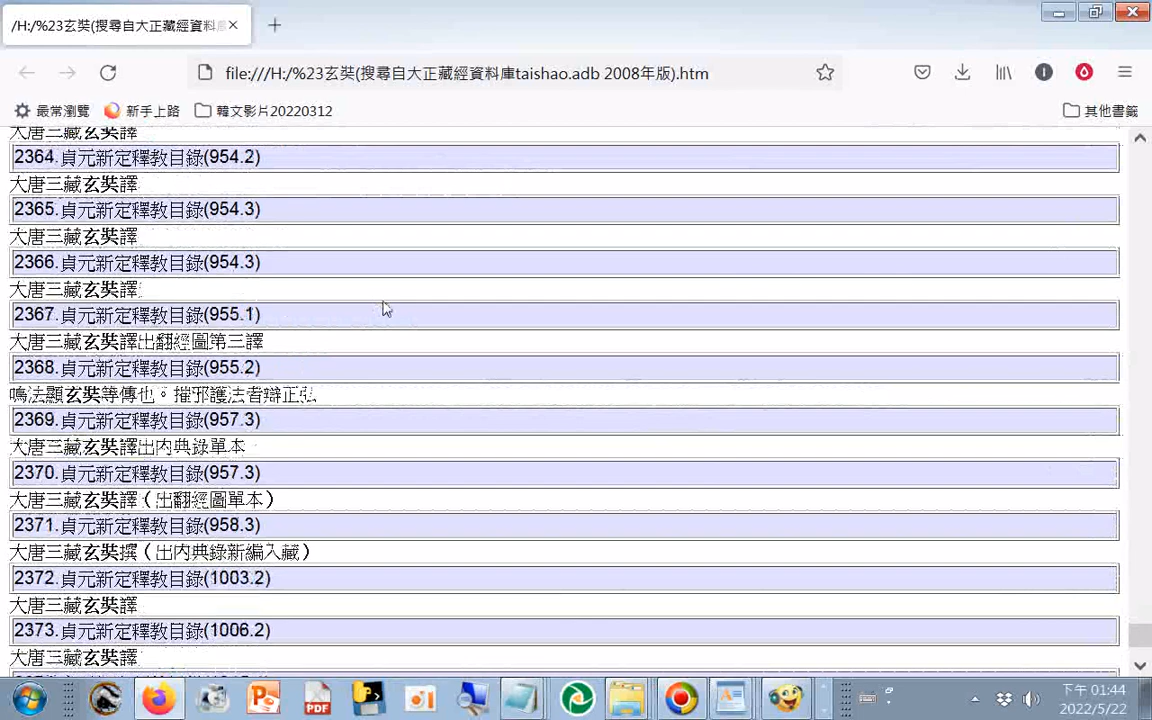 /H:/%23玄奘(搜尋自大正藏經資料
file:///H:/%23玄奘(搜尋自大正藏經資料庫taishao.adb 2008年版).htm
最常瀏覽 新手上路 韓文影片20220312 其他書籤
大唐三藏玄奘譯
2364.貞元新定釋教目錄(954.2)
大唐三藏玄奘譯
2365.貞元新定釋教目錄(954.3)
大唐三藏玄奘譯
2366.貞元新定釋教目錄(954.3)
大唐三藏玄奘譯
2367.貞元新定釋教目錄(955.1)
大唐三藏玄奘譯出翻經圖第三譯
2368.貞元新定釋教目錄(955.2)
鳴法顯玄奘等傳也。摧邪護法者辯正弘
2369.貞元新定釋教目錄(957.3)
大唐三藏玄奘譯出內典錄單本
2370.貞元新定釋教目錄(957.3)
大唐三藏玄奘譯(出翻經圖單本)
2371.貞元新定釋教目錄(958.3)
大唐三藏玄奘撰(出內典錄新編入藏)
2372.貞元新定釋教目錄(1003.2)
大唐三藏玄奘譯
2373.貞元新定釋教目錄(1006.2)
大唐三藏玄奘譯
PDF
下午 01:44
2022/5/22